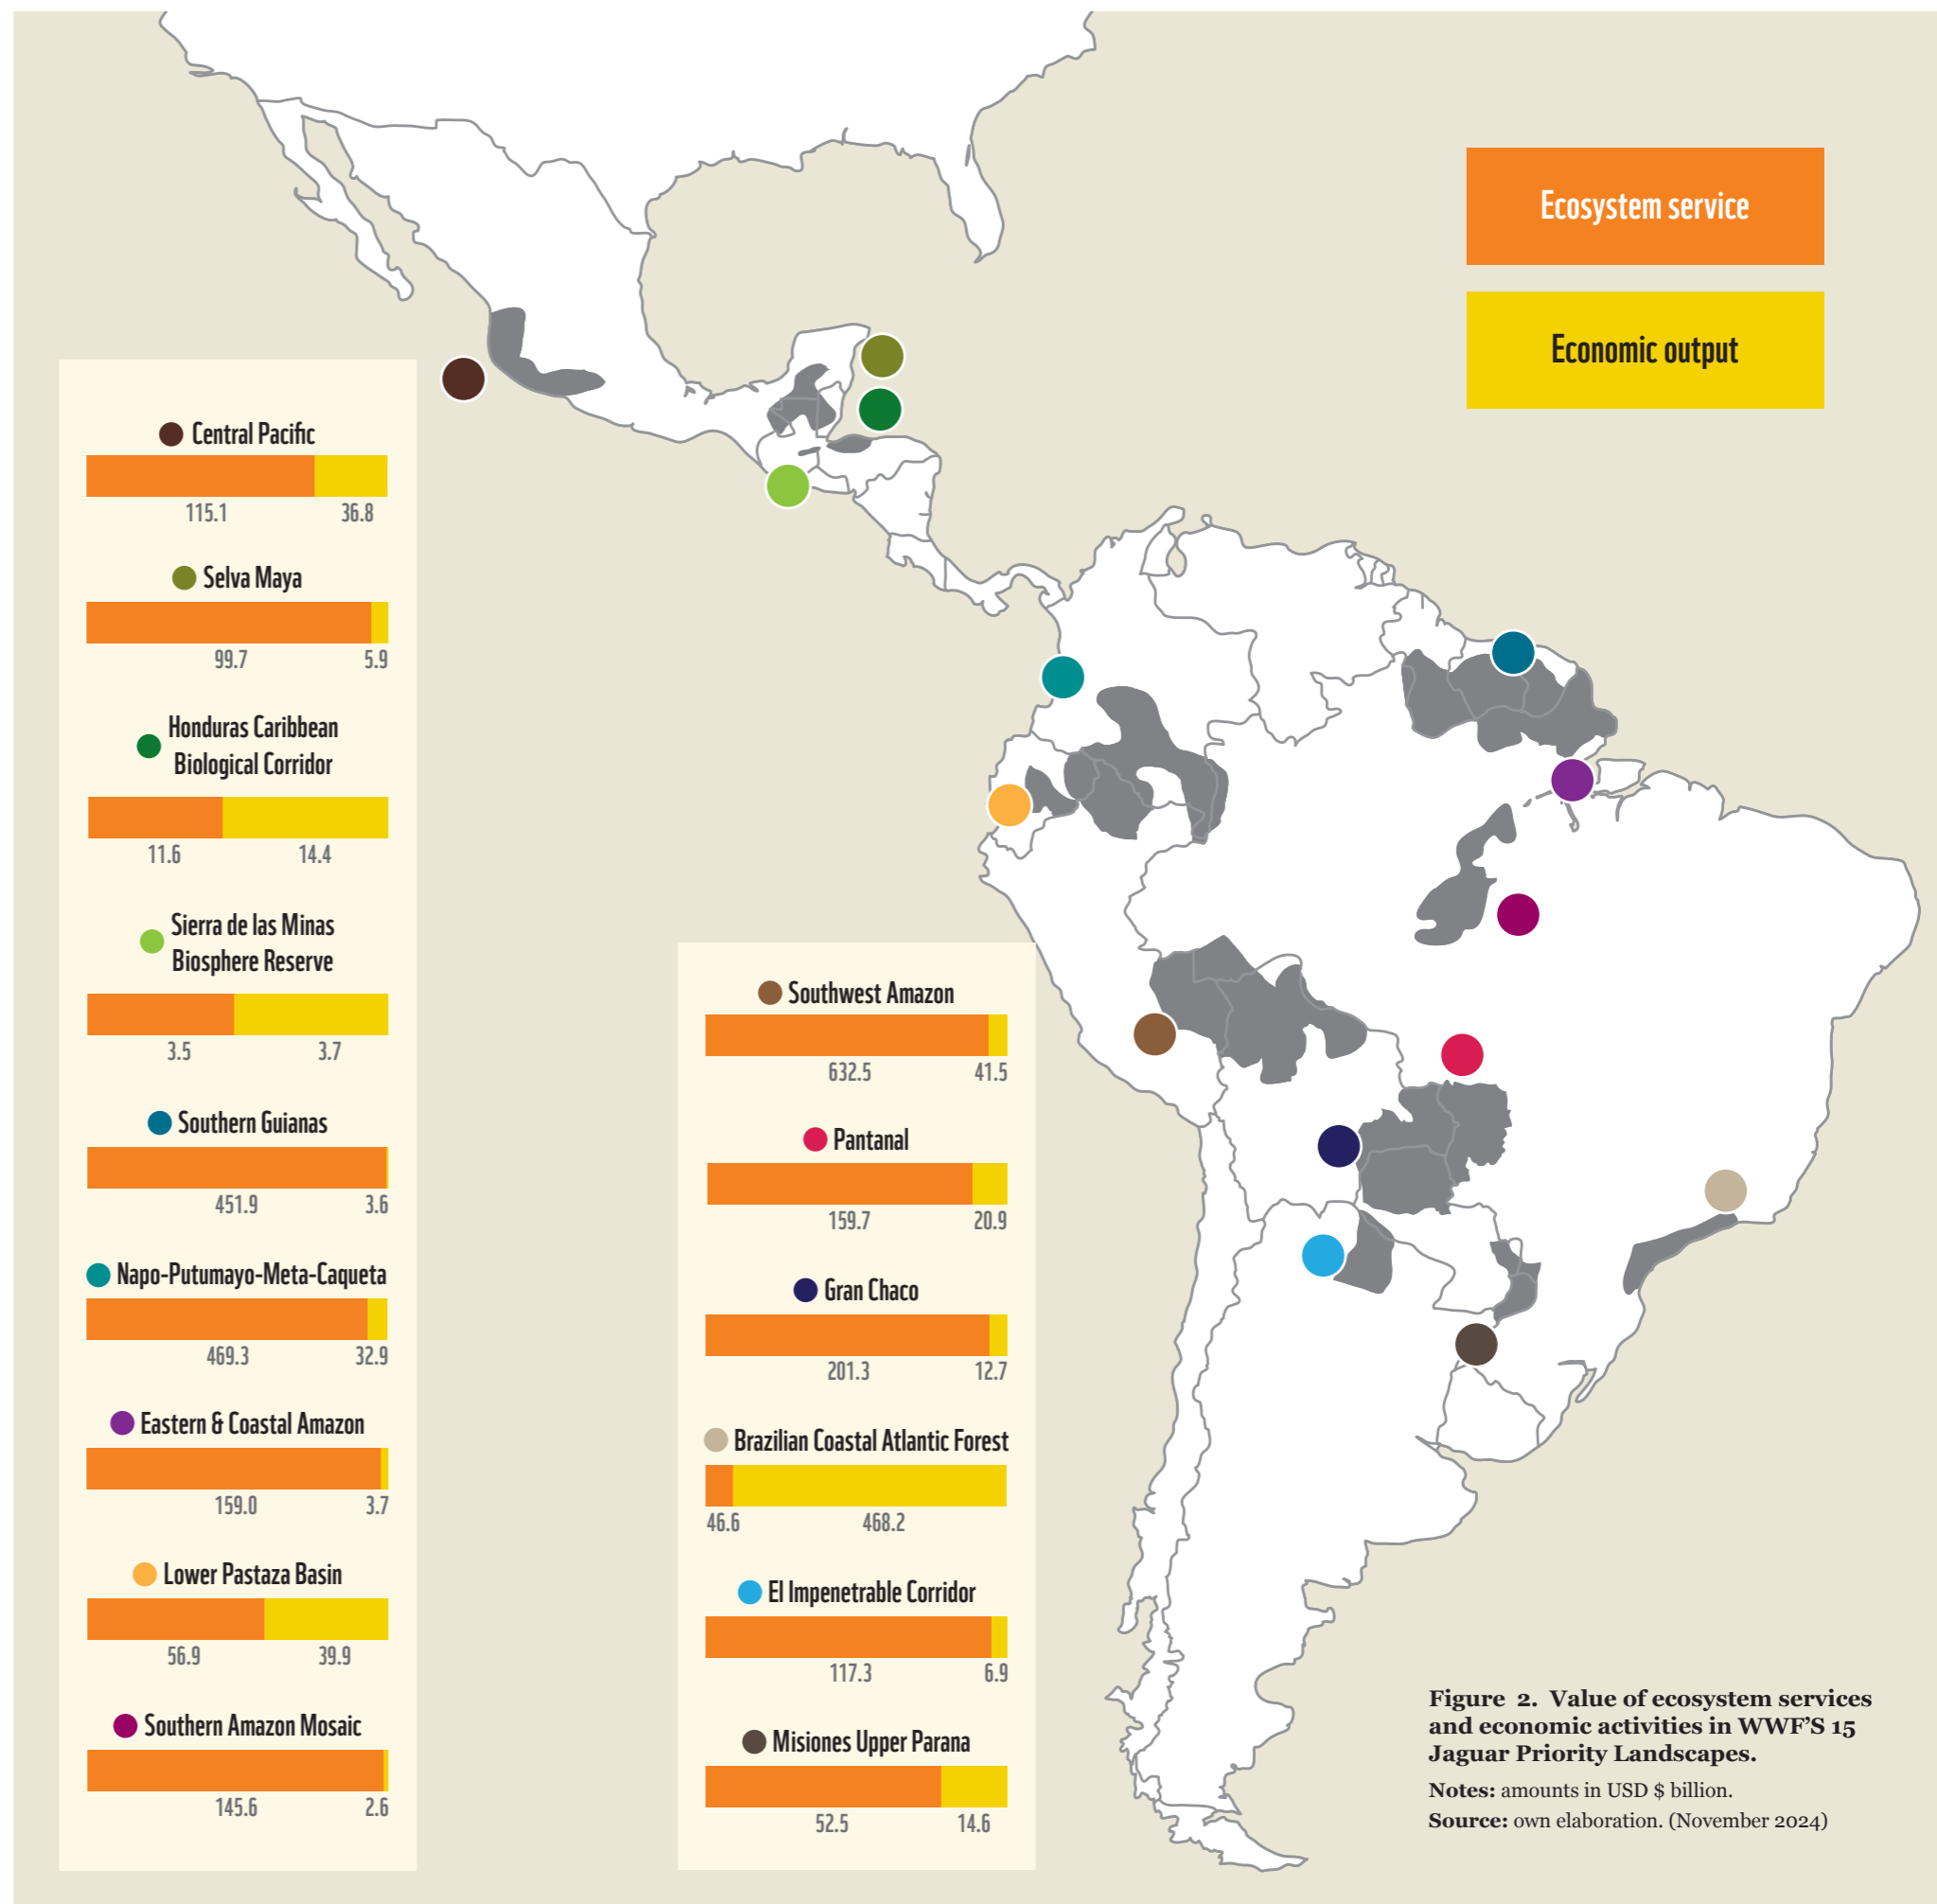 Ecosystem service
Economic output
Central Pacific
115.1 36.8
Selva Maya
99.7 5.9
Honduras Caribbean
Biological Corridor
11.6 14.4
Sierra de las Minas
Biosphere Reserve
3.5 3.7
Southern Guianas
451.9 3.6
Napo-Putumayo-Meta-Caqueta
469.3 32.9
Eastern & Coastal Amazon
159.0 3.7
Lower Pastaza Basin
56.9 39.9
Southern Amazon Mosaic
145.6 2.6
Southwest Amazon
632.5 41.5
Pantanal
159.7 20.9
Gran Chaco
201.3 12.7
Brazilian Coastal Atlantic Forest
46.6 468.2
El Impenetrable Corridor
117.3 6.9
Misiones Upper Parana
52.5 14.6
Figure 2. Value of ecosystem services
and economic activities in WWF'S 15
Jaguar Priority Landscapes.
Notes: amounts in USD $ billion.
Source: own elaboration. (November 2024)